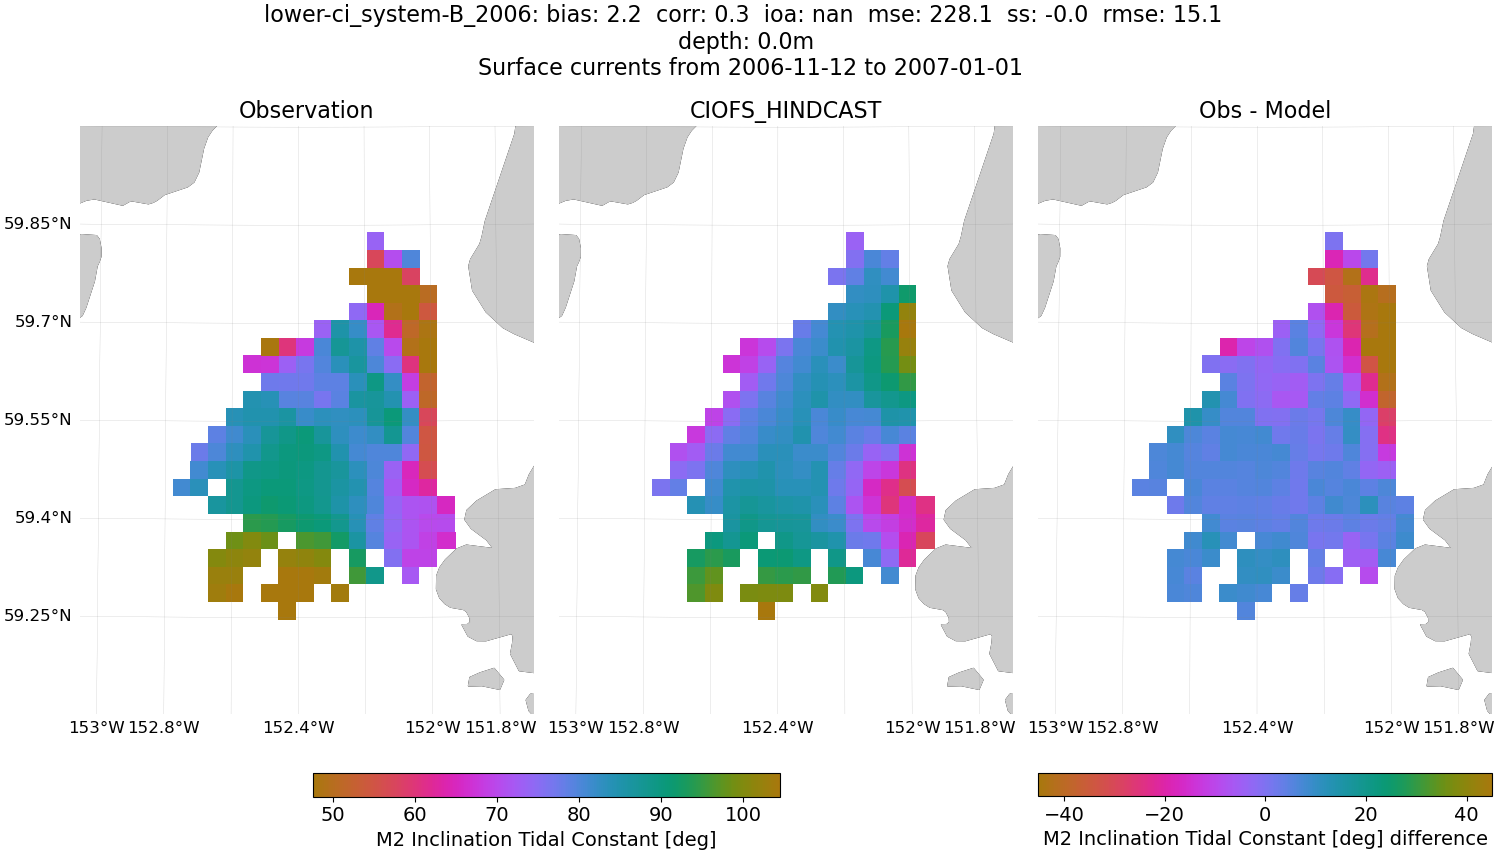 lower-ci_system-B_2006: bias: 2.2  corr: 0.3  ioa: nan  mse: 228.1  ss: -0.0  rmse: 15.1
depth: 0.0m
Surface currents from 2006-11-12 to 2007-01-01
Observation
CIOFS_HINDCAST
Obs - Model
59.85°N
59.7°N
59.55°N
59.4°N
59.25°N
153°W 152.8°W 152.4°W 152°W 151.8°W
153°W 152.8°W 152.4°W 152°W 151.8°W
153°W 152.8°W 152.4°W 152°W 151.8°W
50 60 70 80 90 100
M2 Inclination Tidal Constant [deg]
−40 −20 0 20 40
M2 Inclination Tidal Constant [deg] difference